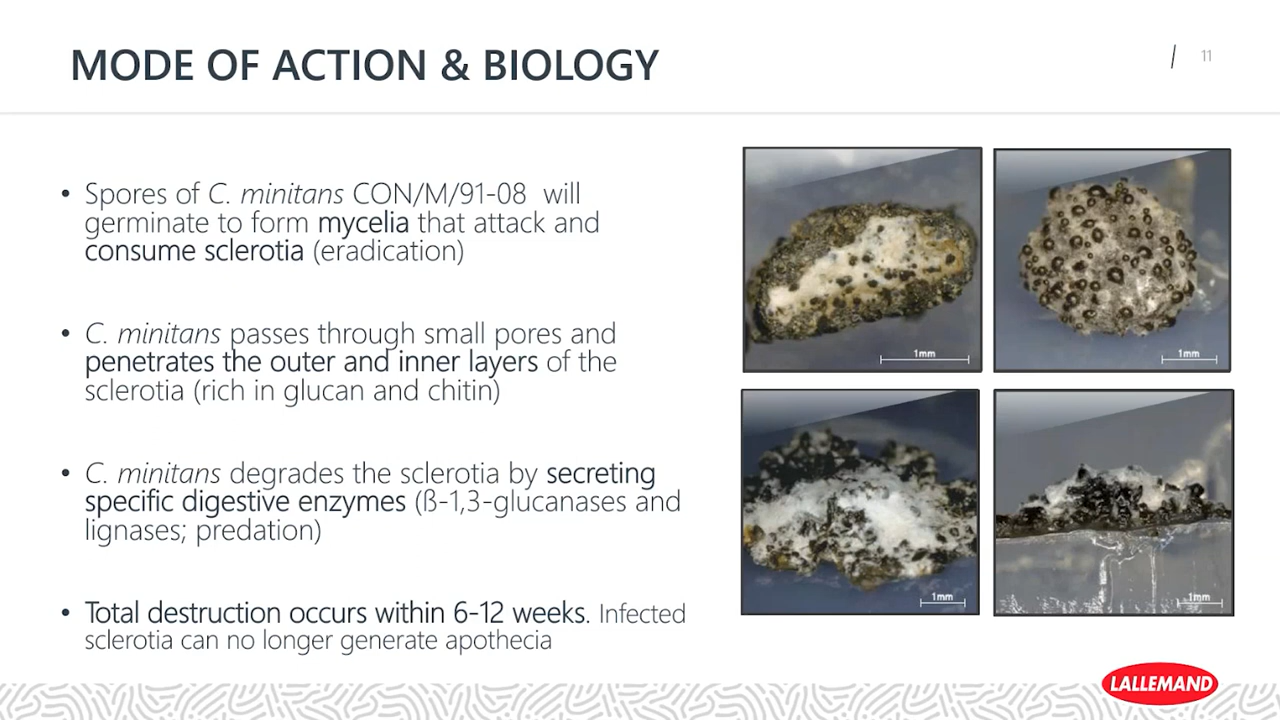 MODE OF ACTION & BIOLOGY
/ 11
• Spores of C. minitans CON/M/91-08 will
germinate to form mycelia that attack and
consume sclerotia (eradication)
• C. minitans passes through small pores and
penetrates the outer and inner layers of the
sclerotia (rich in glucan and chitin)
• C. minitans degrades the sclerotia by secreting
specific digestive enzymes (ß-1,3-glucanases and
lignases; predation)
• Total destruction occurs within 6-12 weeks. Infected
sclerotia can no longer generate apothecia
1mm
1mm
1mm
1mm
LALLEMAND